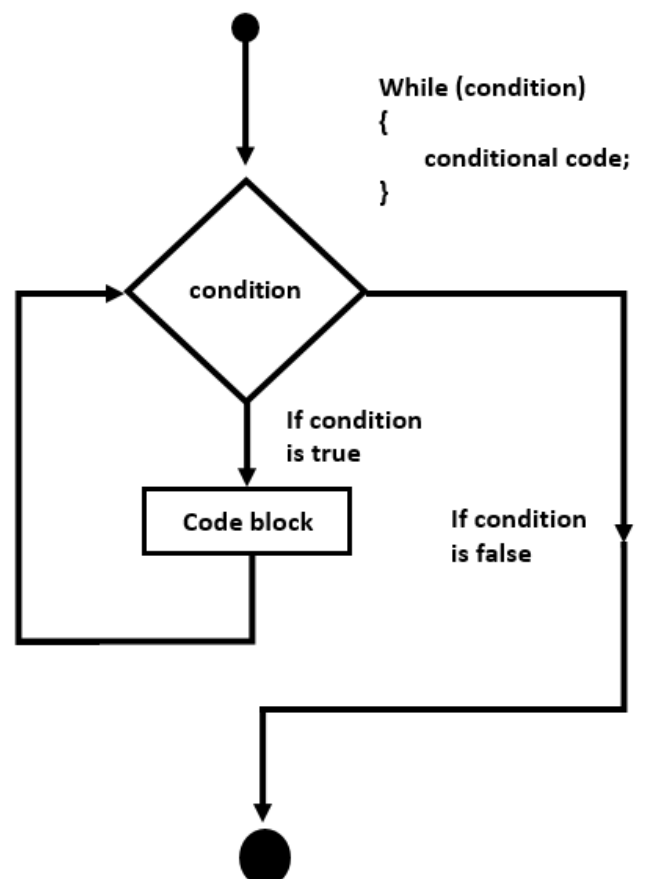 While (condition)
{
conditional code;
}
condition
If condition
is true
Code block
If condition
is false